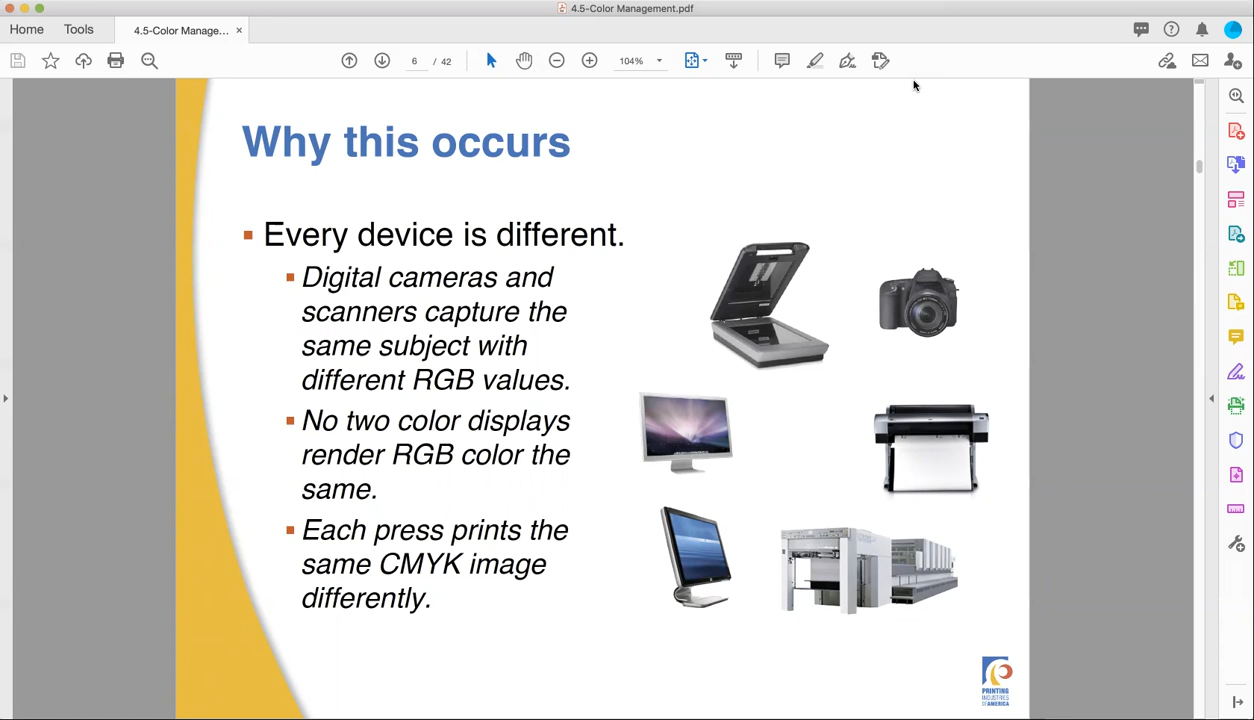 4.5-Color Management.pdf
Home
Tools
4.5-Color Manage...
6 / 42
104%
Why this occurs
Every device is different.
Digital cameras and
scanners capture the
same subject with
different RGB values.
No two color displays
render RGB color the
same.
Each press prints the
same CMYK image
differently.
PRINTING
INDUSTRIES
OF AMERICA